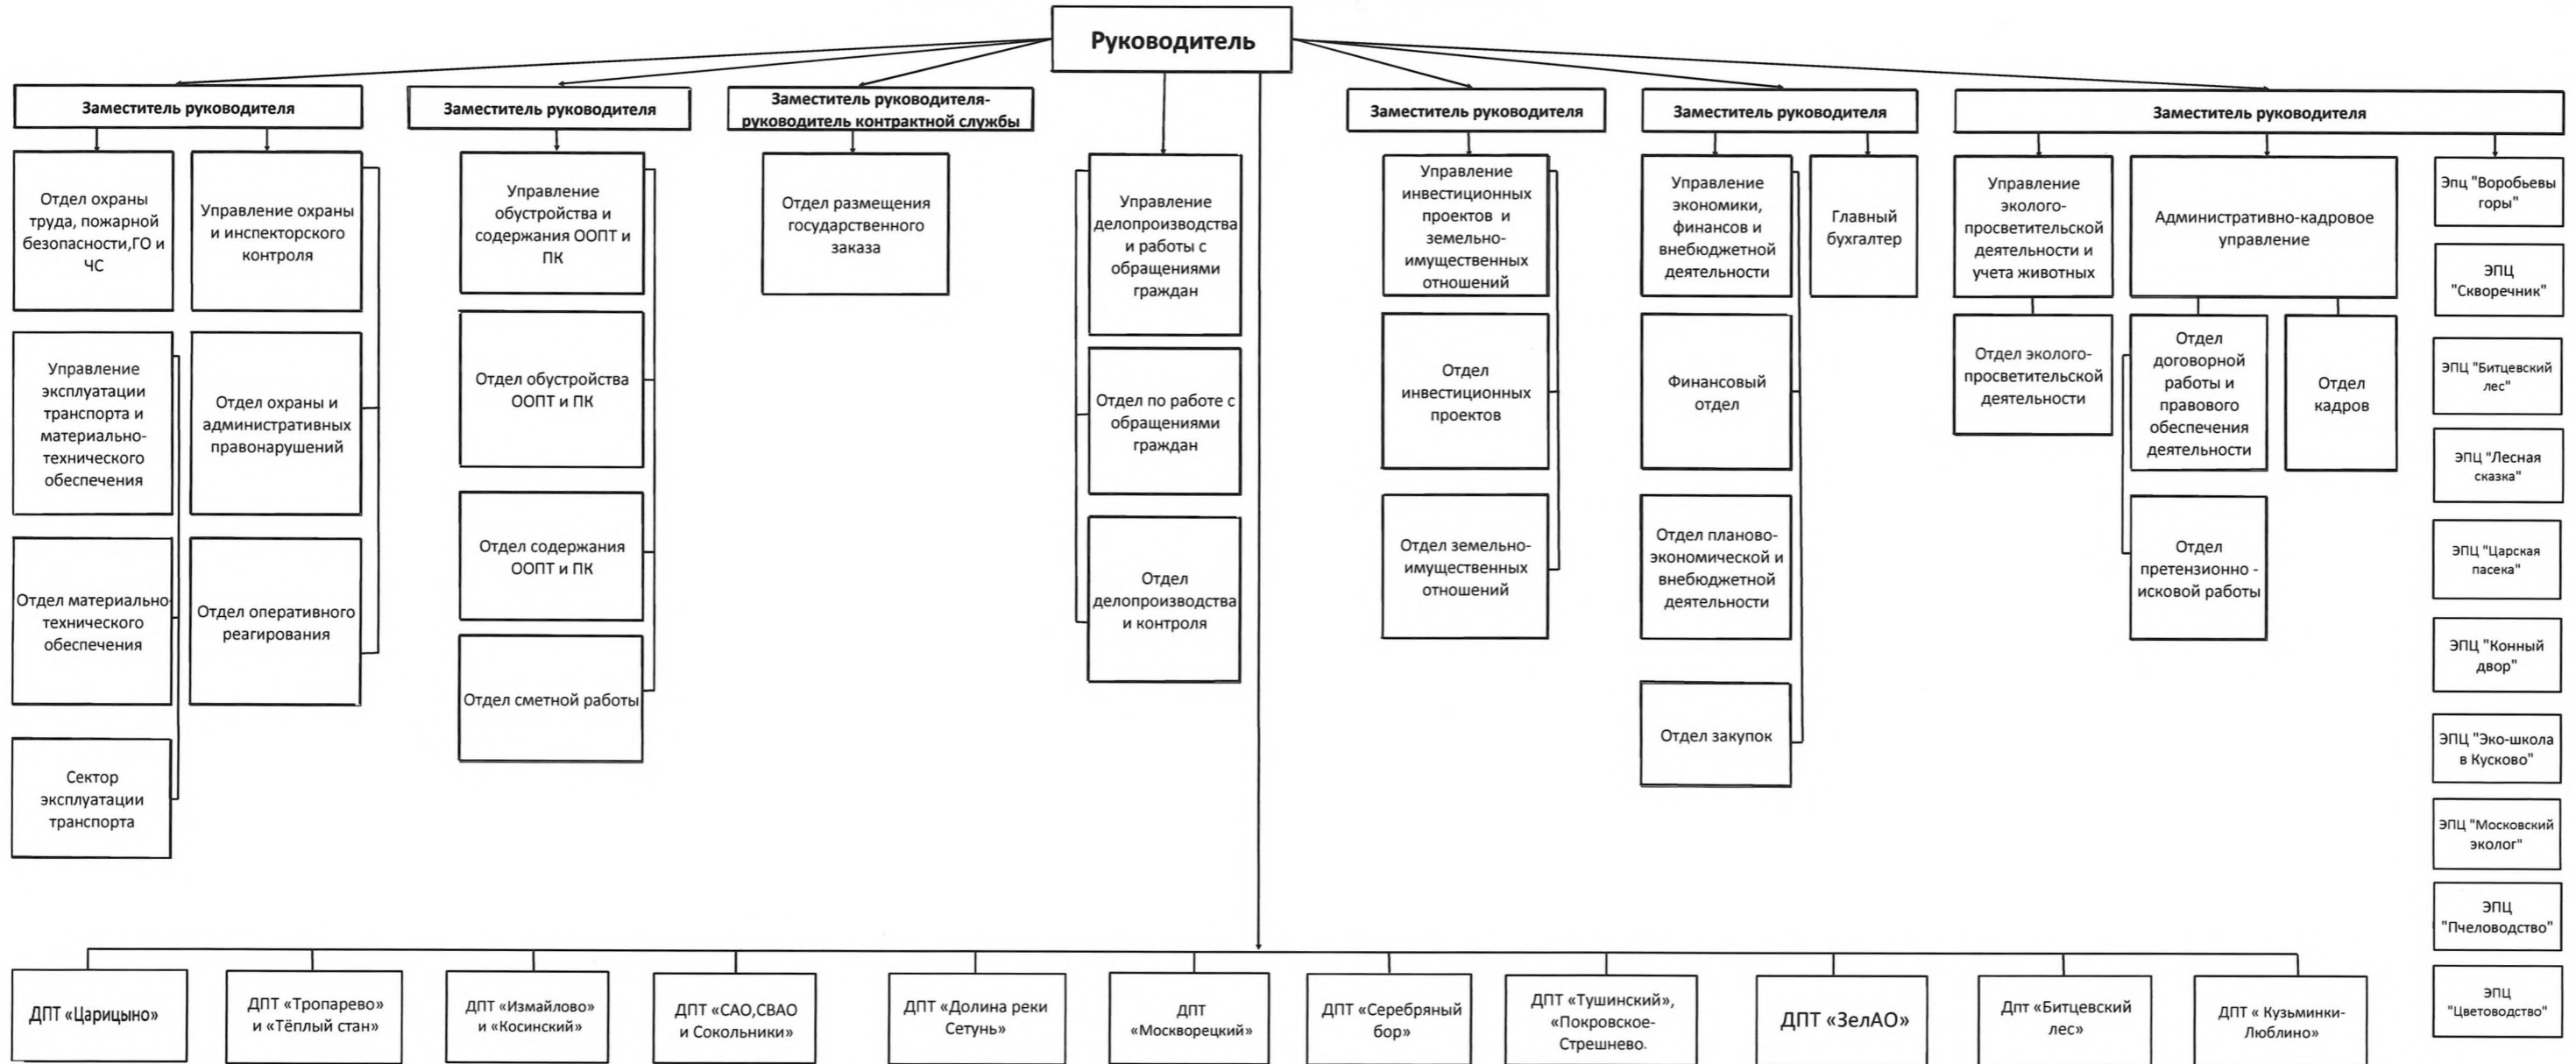 Руководитель
Заместитель руководителя
Заместитель руководителя
Заместитель руководителя-
руководитель контрактной службы
Заместитель руководителя
Заместитель руководителя
Заместитель руководителя
Отдел охраны
труда, пожарной
безопасности,ГО и
ЧС
Управление охраны
и инспекторского
контроля
Управление
эксплуатации
транспорта и
материально-
технического
обеспечения
Отдел охраны и
административных
правонарушений
Отдел материально
технического
обеспечения
Отдел оперативного
реагирования
Сектор
эксплуатации
транспорта
Управление
обустройства и
содержания ООПТ и
ПК
Отдел обустройства
ООПТ и ПК
Отдел содержания
ООПТ и ПК
Отдел сметной работы
Отдел размещения
государственного
заказа
Управление
делопроизводства
и работы с
обращениями
граждан
Отдел по работе с
обращениями
граждан
Отдел
делопроизводства
и контроля
Управление
инвестиционных
проектов и
земельно-
имущественных
отношений
Отдел
инвестиционных
проектов
Отдел земельно-
имущественных
отношений
Управление
экономики,
финансов и
внебюджетной
деятельности
Главный
бухгалтер
Финансовый
отдел
Отдел планово-
экономической и
внебюджетной
деятельности
Отдел закупок
Управление
эколого-
просветительской
деятельности и
учета животных
Административно-кадровое
управление
Отдел эколого-
просветительской
деятельности
Отдел
договорной
работы и
правового
обеспечения
деятельности
Отдел
кадров
Отдел
претензионно -
исковой работы
Эпц "Воробьевы
горы"
ЭПЦ
"Скворечник"
ЭПЦ "Битцевский
лес"
ЭПЦ "Лесная
сказка"
ЭПЦ "Царская
пасека"
ЭПЦ "Конный
двор"
ЭПЦ "Эко-школа
в Кусково"
ЭПЦ "Московский
эколог"
ЭПЦ
"Пчеловодство"
ЭПЦ
"Цветоводство"
ДПТ «Царицыно»
ДПТ «Тропарево»
и «Тёплый стан»
ДПТ «Измайлово»
и «Косинский»
ДПТ «САО,СВАО
и Сокольники»
ДПТ «Долина реки
Сетунь»
ДПТ
«Москворецкий»
ДПТ «Серебряный
бор»
ДПТ «Тушинский»,
«Покровское-
Стрешнево.
ДПТ «ЗелАО»
Дпт «Битцевский
лес»
ДПТ « Кузьминки-
Люблино»